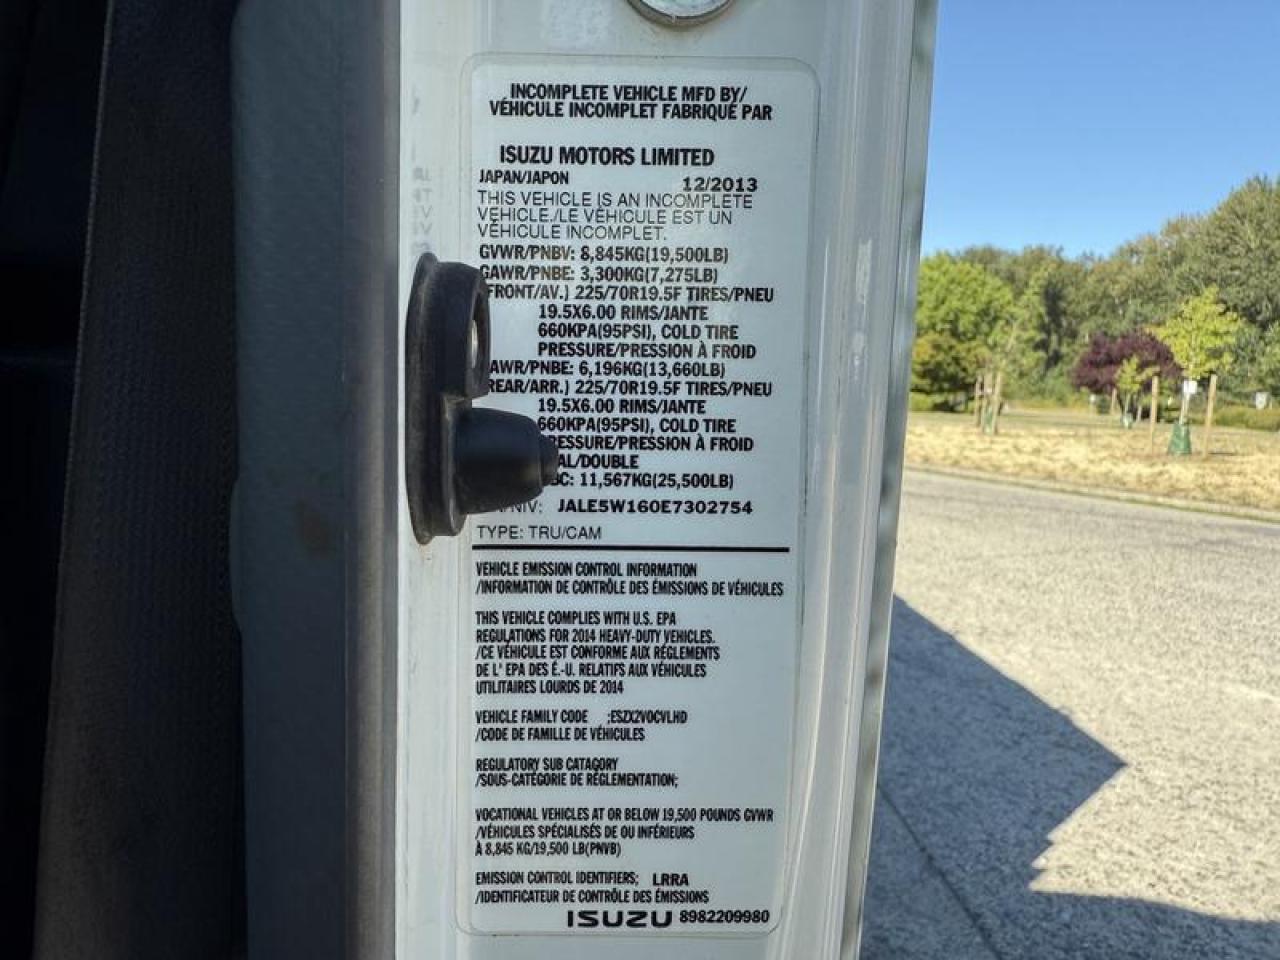 INCOMPLETE VEHICLE MFD BY/
VÉHICULE INCOMPLET FABRIQUÉ PAR
ISUZU MOTORS LIMITED
JAPAN/JAPON 12/2013
THIS VEHICLE IS AN INCOMPLETE
VEHICLE./LE VÉHICULE EST UN
VÉHICULE INCOMPLET.
GVWR/PNBV: 8,845KG(19,500LB)
GAWR/PNBE: 3,300KG(7,275LB)
FRONT/AV.) 225/70R19.5F TIRES/PNEU
19.5X6.00 RIMS/JANTE
660KPA(95PSI), COLD TIRE
PRESSURE/PRESSION À FROID
AWR/PNBE: 6,196KG(13,660LB)
REAR/ARR.) 225/70R19.5F TIRES/PNEU
19.5X6.00 RIMS/JANTE
660KPA(95PSI), COLD TIRE
RESSURE/PRESSION À FROID
AL/DOUBLE
BC: 11,567KG(25,500LB)
/NIV: JALE5W160E7302754
TYPE: TRU/CAM
VEHICLE EMISSION CONTROL INFORMATION
/INFORMATION DE CONTRÔLE DES ÉMISSIONS DE VÉHICULES
THIS VEHICLE COMPLIES WITH U.S. EPA
REGULATIONS FOR 2014 HEAVY-DUTY VEHICLES.
/CE VÉHICULE EST CONFORME AUX RÉGLEMENTS
DE L' EPA DES É.-U. RELATIFS AUX VÉHICULES
UTILITAIRES LOURDS DE 2014
VEHICLE FAMILY CODE ;ESZX2VOCVLHD
/CODE DE FAMILLE DE VÉHICULES
REGULATORY SUB CATAGORY
/SOUS-CATÉGORIE DE RÉGLEMENTATION;
VOCATIONAL VEHICLES AT OR BELOW 19,500 POUNDS GVWR
/VÉHICULES SPÉCIALISÉS DE OU INFÉRIEURS
À 8,845 KG/19,500 LB(PNVB)
EMISSION CONTROL IDENTIFIERS; LRRA
/IDENTIFICATEUR DE CONTRÔLE DES ÉMISSIONS
ISUZU 8982209980